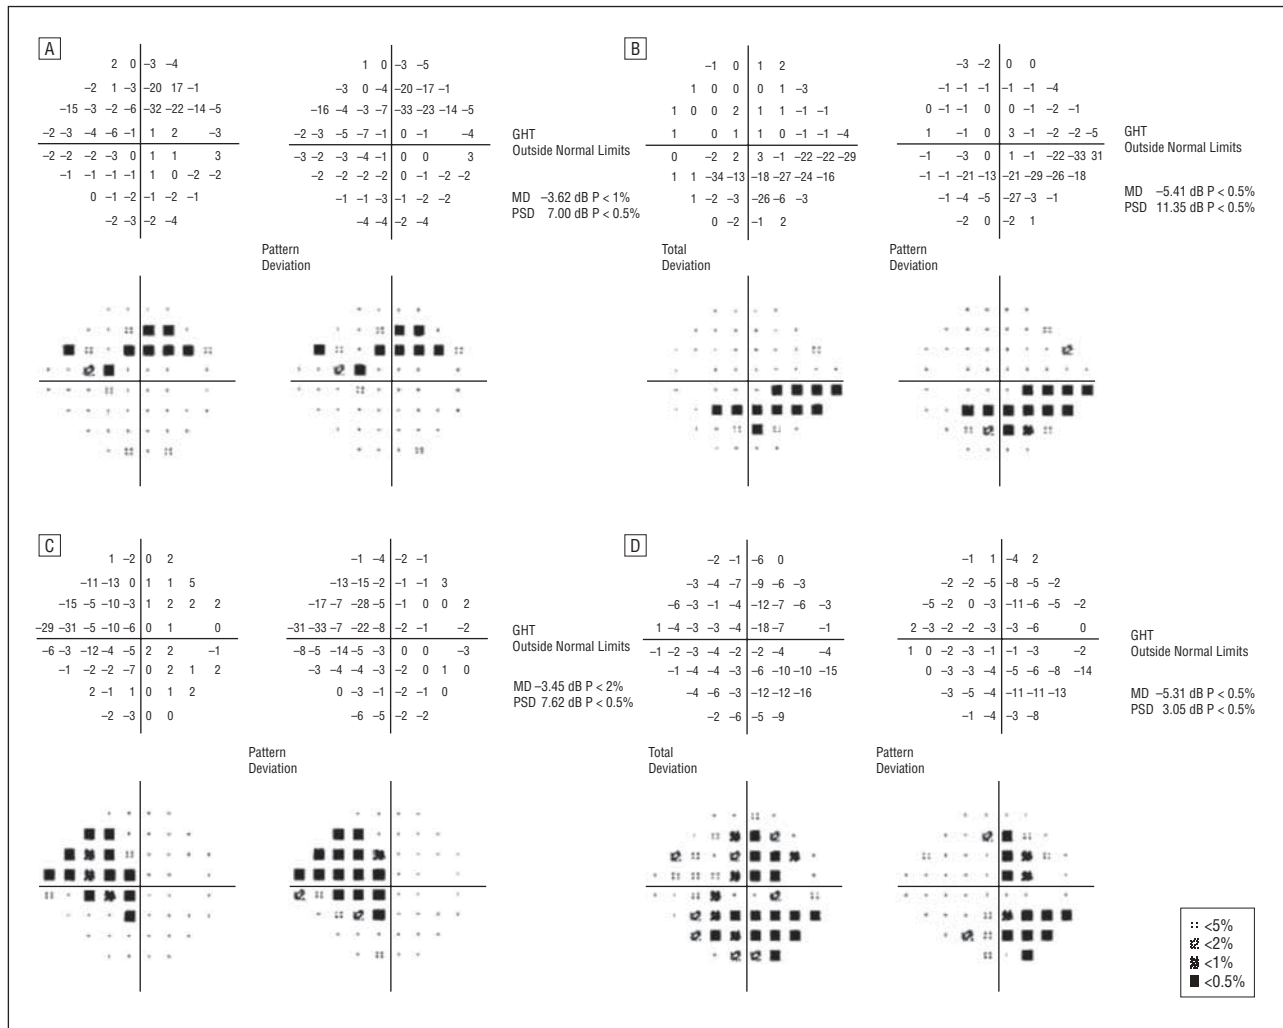 A
2 0 −3 −4
−2 1 −3 −20 17 −1
−15 −3 −2 −6 −32 −22 −14 −5
−2 −3 −4 −6 −1 1 2 −3
−2 −2 −2 −3 0 1 1 3
−1 −1 −1 −1 1 0 −2 −2
0 −1 −2 −1 −2 −1
−2 −3 −2 −4
1 0 −3 −5
−3 0 −4 −20 −17 −1
−16 −4 −3 −7 −33 −23 −14 −5
−2 −3 −5 −7 −1 0 −1 −4
−3 −2 −3 −4 −1 0 0 3
−2 −2 −2 −2 0 −1 −2 −2
−1 −1 −3 −1 −2 −2
−4 −4 −2 −4
GHT
Outside Normal Limits
MD −3.62 dB P < 1%
PSD 7.00 dB P < 0.5%
Pattern
Deviation
B
−1 0 1 2
1 0 0 0 1 −3
1 0 0 2 1 1 −1 −1
1 0 1 1 0 −1 −1 −4
0 −2 2 3 −1 −22 −22 −29
1 1 −34 −13 −18 −27 −24 −16
1 −2 −3 −26 −6 −3
0 −2 −1 2
−3 −2 0 0
−1 −1 −1 −1 −1 −4
0 −1 −1 0 0 −1 −2 −1
1 −1 0 3 −1 −2 −2 −5
−1 −3 0 1 −1 −22 −33 31
−1 −1 −21 −13 −21 −29 −26 −18
−1 −4 −5 −27 −3 −1
−2 0 −2 1
GHT
Outside Normal Limits
MD −5.41 dB P < 0.5%
PSD 11.35 dB P < 0.5%
Total
Deviation
Pattern
Deviation
C
1 −2 0 2
−11 −13 0 1 1 5
−15 −5 −10 −3 1 2 2 2
−29 −31 −5 −10 −6 0 1 0
−6 −3 −12 −4 −5 2 2 −1
−1 −2 −2 −7 0 2 1 2
2 −1 1 0 1 2
−2 −3 0 0
−1 −4 −2 −1
−13 −15 −2 −1 −1 3
−17 −7 −28 −5 −1 0 0 2
−31 −33 −7 −22 −8 −2 −1 −2
−8 −5 −14 −5 −3 0 0 −3
−3 −4 −4 −3 −2 0 1 0
0 −3 −1 −2 −1 0
−6 −5 −2 −2
GHT
Outside Normal Limits
MD −3.45 dB P < 2%
PSD 7.62 dB P < 0.5%
Pattern
Deviation
D
−2 −1 −6 0
−3 −4 −7 −9 −6 −3
−6 −3 −1 −4 −12 −7 −6 −3
1 −4 −3 −3 −4 −18 −7 −1
−1 −2 −3 −4 −2 −2 −4 −4
−1 −4 −4 −3 −6 −10 −10 −15
−4 −6 −3 −12 −12 −16
−2 −6 −5 −9
−1 1 −4 2
−2 −2 −5 −8 −5 −2
−5 −2 0 −3 −11 −6 −5 −2
2 −3 −2 −2 −3 −3 −6 0
1 0 −2 −3 −1 −1 −3 −2
0 −3 −3 −4 −5 −6 −8 −14
−3 −5 −4 −11 −11 −13
−1 −4 −3 −8
GHT
Outside Normal Limits
MD −5.31 dB P < 0.5%
PSD 3.05 dB P < 0.5%
Total
Deviation
Pattern
Deviation
<5%
<2%
<1%
<0.5%